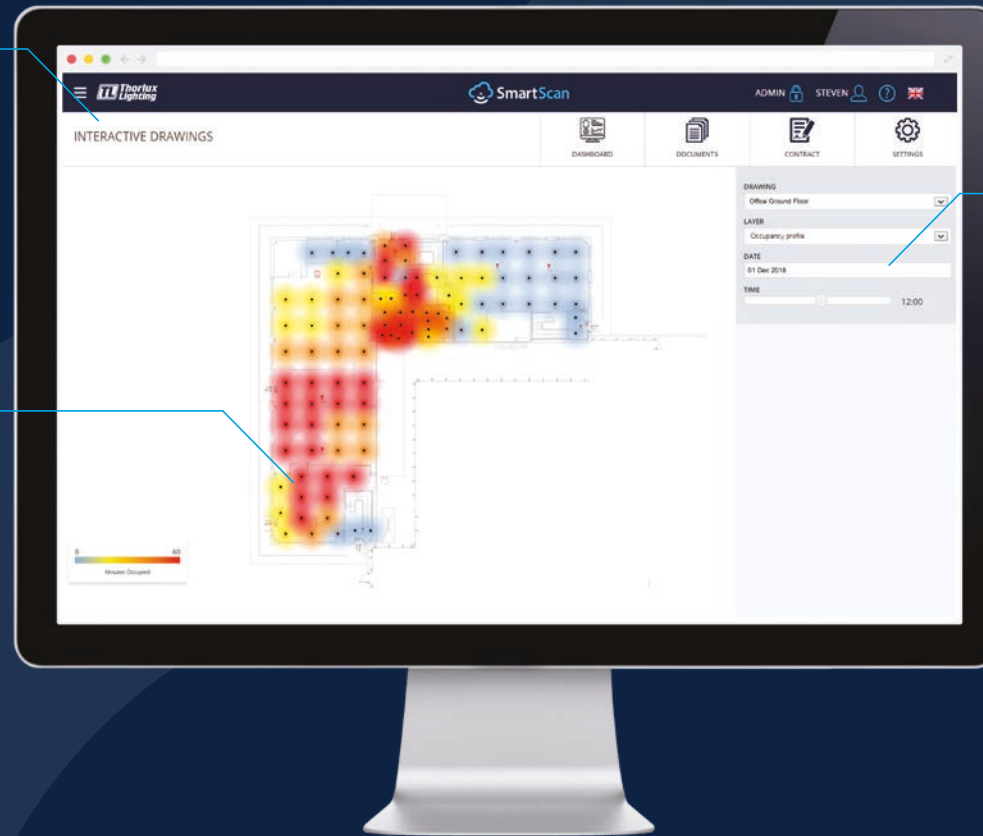 Thorlux
Lighting
SmartScan
ADMIN
STEVEN
?
INTERACTIVE DRAWINGS
DASHBOARD
DOCUMENTS
CONTRACT
SETTINGS
DRAWING
Office Ground Floor
LAYER
Occupancy profile
DATE
01 Dec 2018
TIME
12:00
0 60
Minutes Occupied